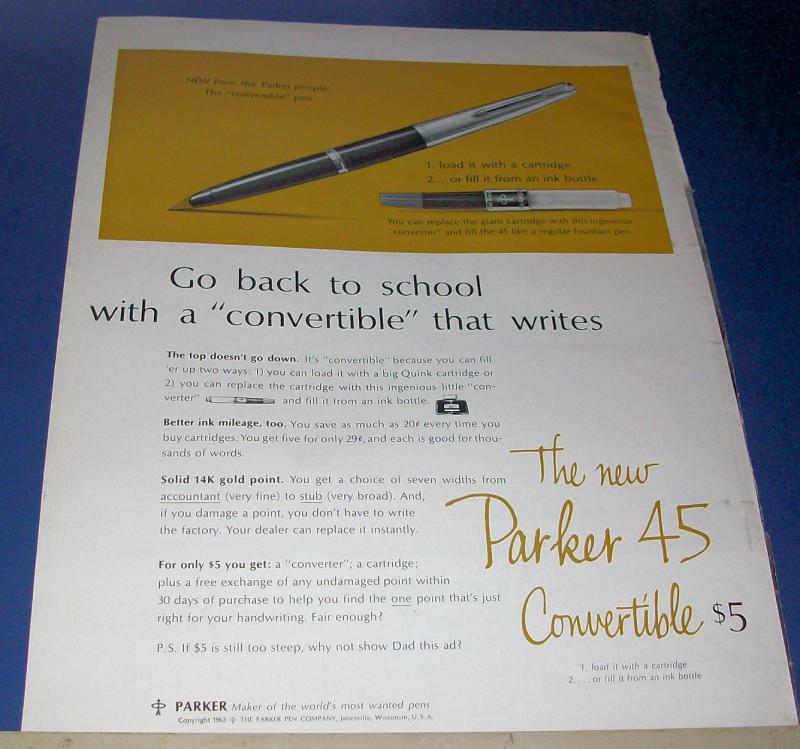 NEW from the Parker people:
The "convertible" pen
1. load it with a cartridge
2....or fill it from an ink bottle
You can replace the giant cartridge with this ingenious
"converter" and fill the 45 like a regular fountain pen.
Go back to school
with a "convertible" that writes
The top doesn't go down. It's "convertible" because you can fill
'er up two ways: 1) you can load it with a big Quink cartridge or
2) you can replace the cartridge with this ingenious little "con-
verter" and fill it from an ink bottle.
Better ink mileage, too. You save as much as 20¢ every time you
buy cartridges. You get five for only 29¢, and each is good for thou-
sands of words.
Solid 14K gold point. You get a choice of seven widths from
accountant (very fine) to stub (very broad). And,
if you damage a point, you don't have to write
the factory. Your dealer can replace it instantly.
For only $5 you get: a "converter"; a cartridge;
plus a free exchange of any undamaged point within
30 days of purchase to help you find the one point that's just
right for your handwriting. Fair enough?
P.S. If $5 is still too steep, why not show Dad this ad?
The new
Parker 45
Convertible $5
1. load it with a cartridge
2....or fill it from an ink bottle
PARKER Maker of the world's most wanted pens
Copyright 1962 THE PARKER PEN COMPANY, Janesville, Wisconsin, U.S.A.